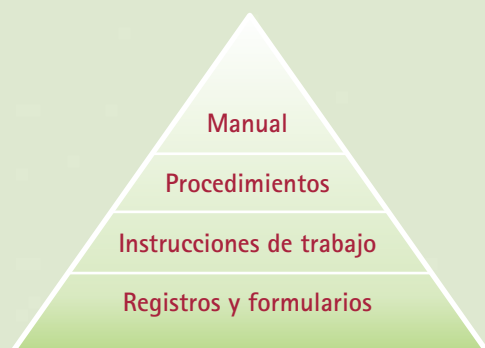 Manual
Procedimientos
Instrucciones de trabajo
Registros y formularios